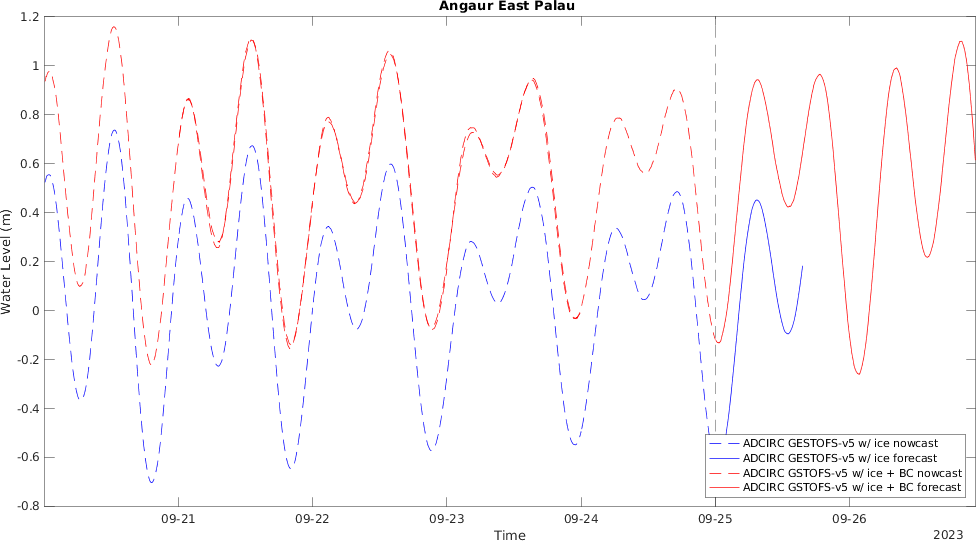 Angaur East Palau
1.2
1
0.8
0.6
0.4
0.2
0
-0.2
-0.4
-0.6
-0.8
Water Level (m)
ADCIRC GESTOFS-v5 w/ ice nowcast
ADCIRC GESTOFS-v5 w/ ice forecast
ADCIRC GSTOFS-v5 w/ ice + BC nowcast
ADCIRC GSTOFS-v5 w/ ice + BC forecast
09-21 09-22 09-23 09-24 09-25 09-26
Time
2023